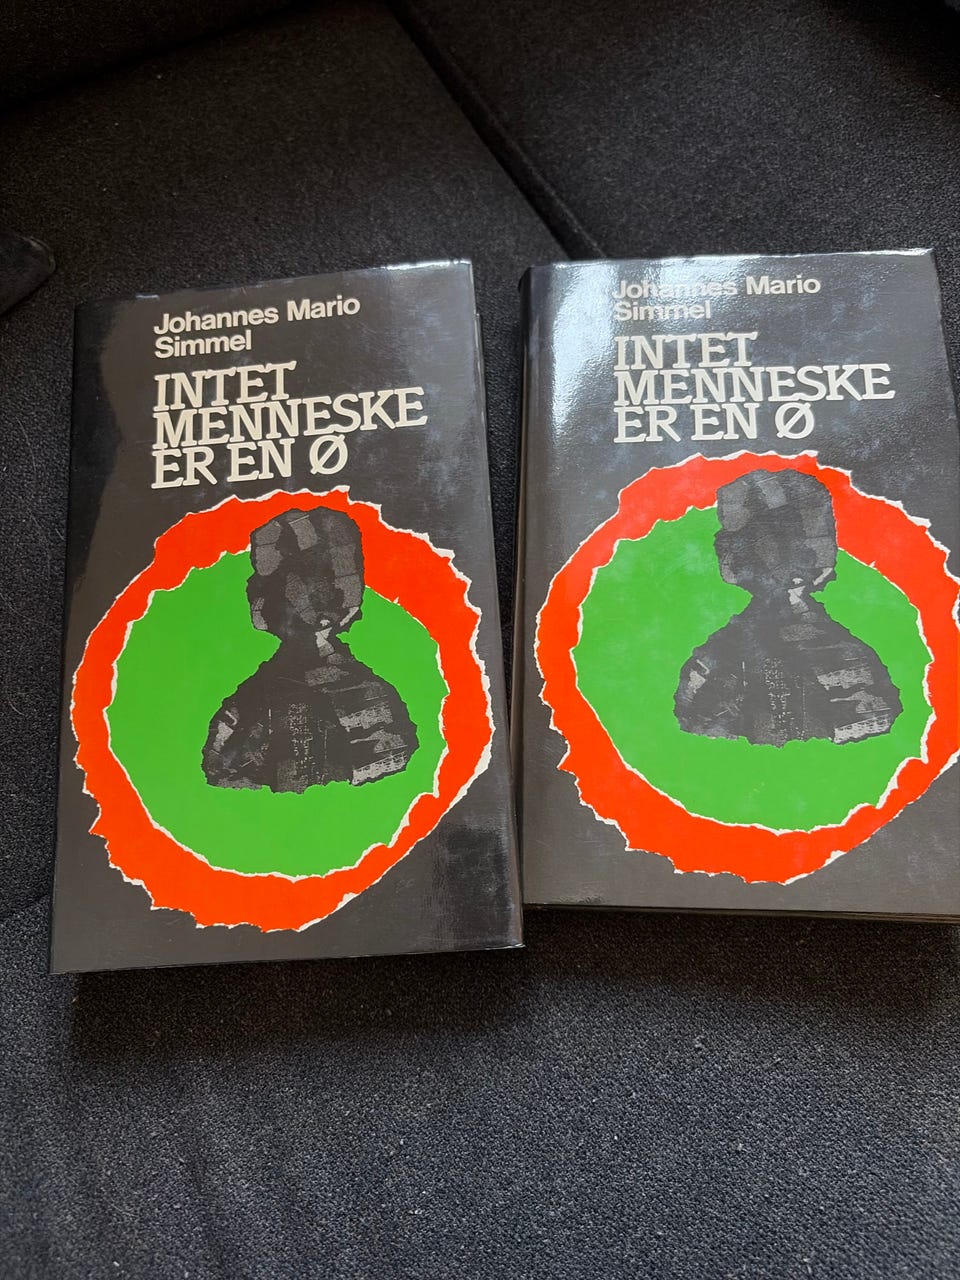 Johannes Mario
Simmel
INTET
MENNESKE
ER EN Ø
Johannes Mario
Simmel
INTET
MENNESKE
ER EN Ø